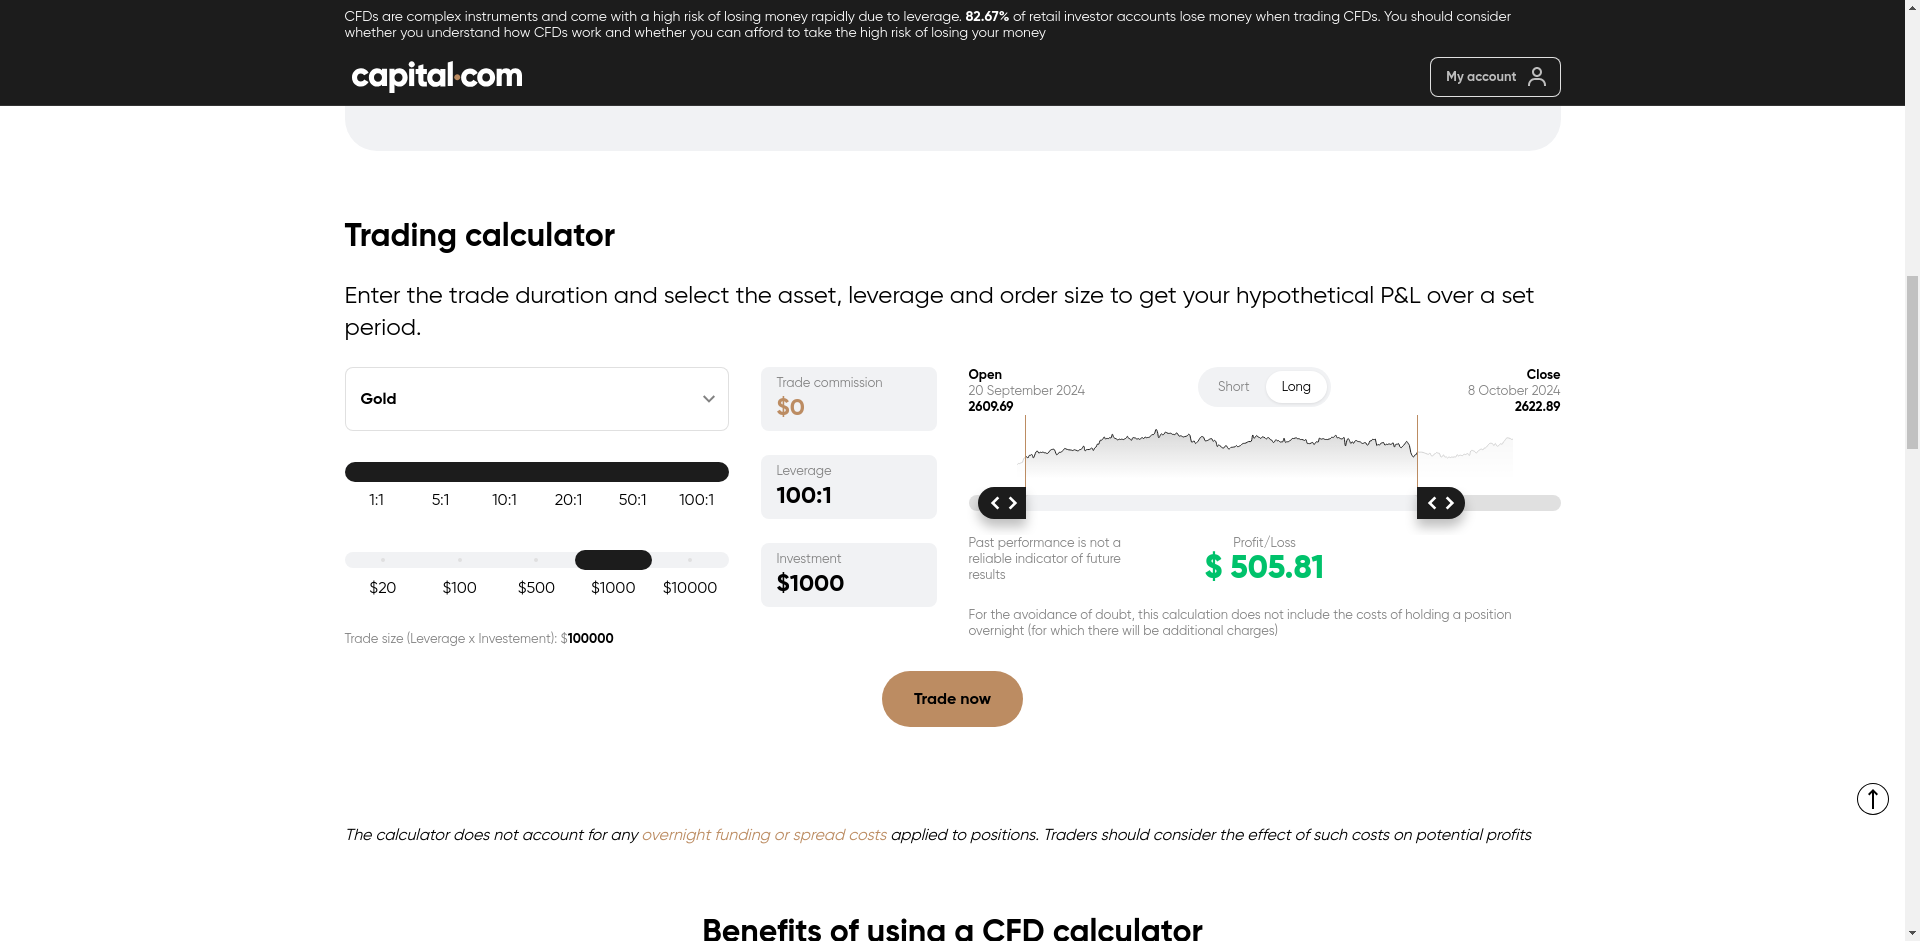 CFDs are complex instruments and come with a high risk of losing money rapidly due to leverage. 82.67% of retail investor accounts lose money when trading CFDs. You should consider
whether you understand how CFDs work and whether you can afford to take the high risk of losing your money
capital.com
My account
Trading calculator
Enter the trade duration and select the asset, leverage and order size to get your hypothetical P&L over a set
period.
Gold
1:1 5:1 10:1 20:1 50:1 100:1
$20 $100 $500 $1000 $10000
Trade size (Leverage x Investement): $100000
Trade commission
$0
Leverage
100:1
Investment
$1000
Open
20 September 2024
2609.69
Short Long
Close
8 October 2024
2622.89
Past performance is not a
reliable indicator of future
results
Profit/Loss
$ 505.81
For the avoidance of doubt, this calculation does not include the costs of holding a position
overnight (for which there will be additional charges)
Trade now
The calculator does not account for any overnight funding or spread costs applied to positions. Traders should consider the effect of such costs on potential profits
Benefits of using a CFD calculator